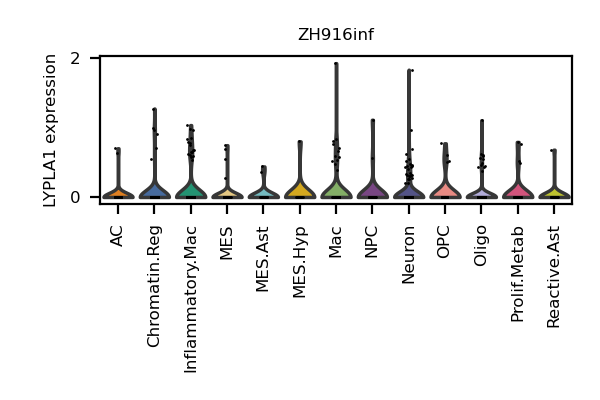 ZH916inf
LYPLA1 expression
2
0
AC
Chromatin.Reg
Inflammatory.Mac
MES
MES.Ast
MES.Hyp
Mac
NPC
Neuron
OPC
Oligo
Prolif.Metab
Reactive.Ast